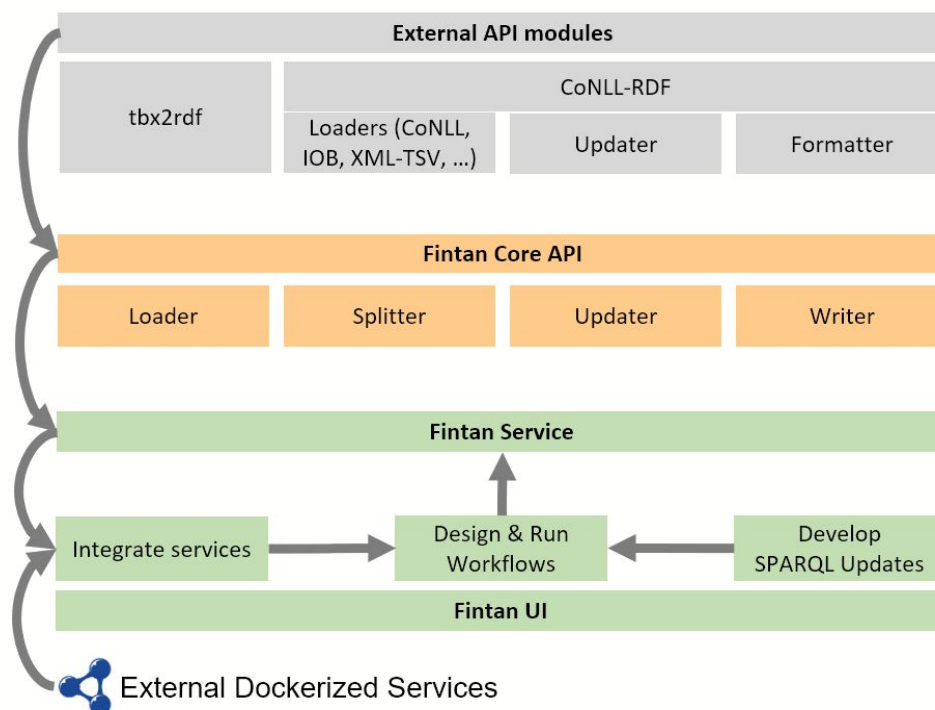 External API modules
tbx2rdf
CoNLL-RDF
Loaders (CoNLL,
IOB, XML-TSV, ...)
Updater
Formatter
Fintan Core API
Loader
Splitter
Updater
Writer
Fintan Service
Integrate services
Design & Run
Workflows
Develop
SPARQL Updates
Fintan UI
External Dockerized Services